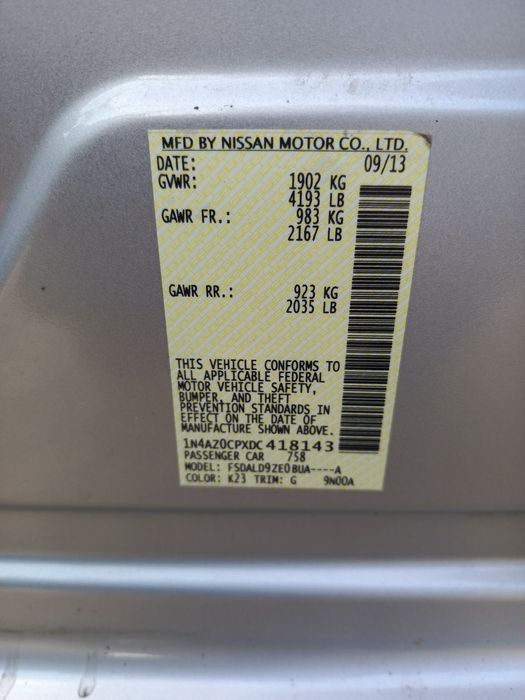 MFD BY NISSAN MOTOR CO., LTD.
DATE: 09/13
GVWR: 1902 KG
4193 LB
GAWR FR.: 983 KG
2167 LB
GAWR RR.: 923 KG
2035 LB
THIS VEHICLE CONFORMS TO
ALL APPLICABLE FEDERAL
MOTOR VEHICLE SAFETY,
BUMPER, AND THEFT
PREVENTION STANDARDS IN
EFFECT ON THE DATE OF
MANUFACTURE SHOWN ABOVE.
1N4AZ0CPXDC418143
PASSENGER CAR 758
MODEL: FSDALD9ZE0BUA----A
COLOR: K23 TRIM: G 9N00A